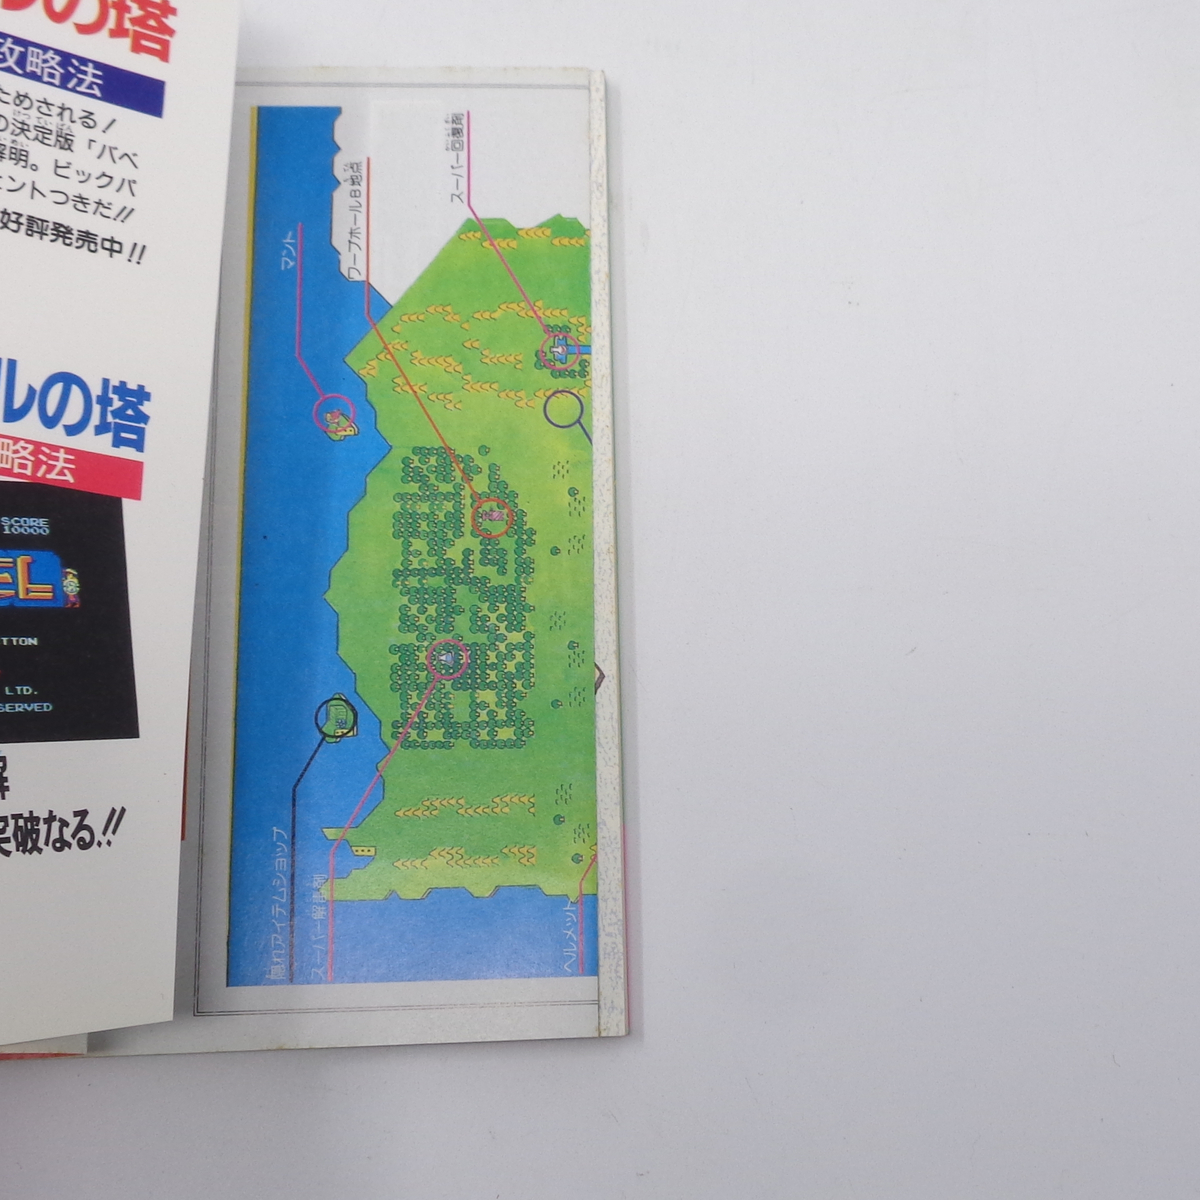 ルの塔
攻略法
ためされる！
の決定版「バベ
解明。ビックバ
ントつきだ!!
好評発売中!!
ルの塔
略法
SCORE
10000
EL
TTON
LTD.
SERVED
解
突破なる!!
マント
ワープホールB地点
スーパー回復剤
隠れアイテムショップ
スーパー解毒剤
ヘルメット